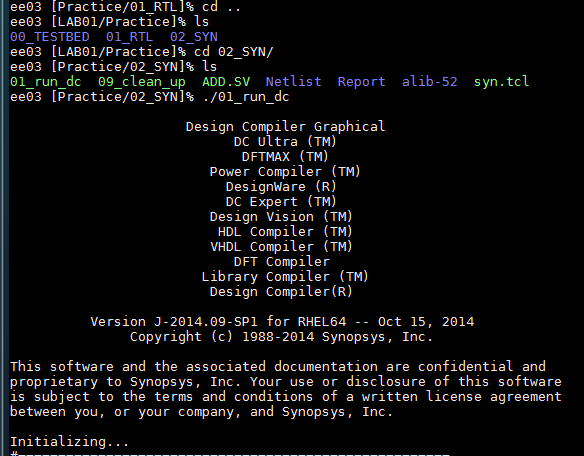 ee03 [Practice/01_RTL]% cd ..
ee03 [LAB01/Practice]% ls
00_TESTBED  01_RTL  02_SYN
ee03 [LAB01/Practice]% cd 02_SYN/
ee03 [Practice/02_SYN]% ls
01_run_dc  09_clean_up  ADD.SV  Netlist  Report  alib-52  syn.tcl
ee03 [Practice/02_SYN]% ./01_run_dc
Design Compiler Graphical
DC Ultra (TM)
DFTMAX (TM)
Power Compiler (TM)
DesignWare (R)
DC Expert (TM)
Design Vision (TM)
HDL Compiler (TM)
VHDL Compiler (TM)
DFT Compiler
Library Compiler (TM)
Design Compiler(R)
Version J-2014.09-SP1 for RHEL64 -- Oct 15, 2014
Copyright (c) 1988-2014 Synopsys, Inc.
This software and the associated documentation are confidential and
proprietary to Synopsys, Inc. Your use or disclosure of this software
is subject to the terms and conditions of a written license agreement
between you, or your company, and Synopsys, Inc.
Initializing...